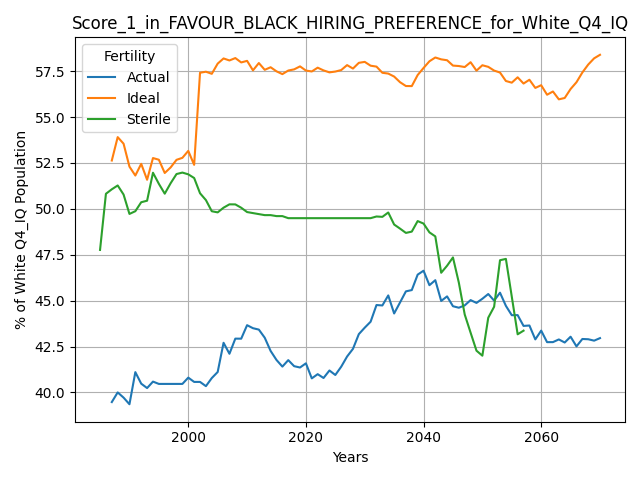 Score_1_in_FAVOUR_BLACK_HIRING_PREFERENCE_for_White_Q4_IQ
Fertility
Actual
Ideal
Sterile
% of White Q4_IQ Population
57.5
55.0
52.5
50.0
47.5
45.0
42.5
40.0
2000
2020
2040
2060
Years